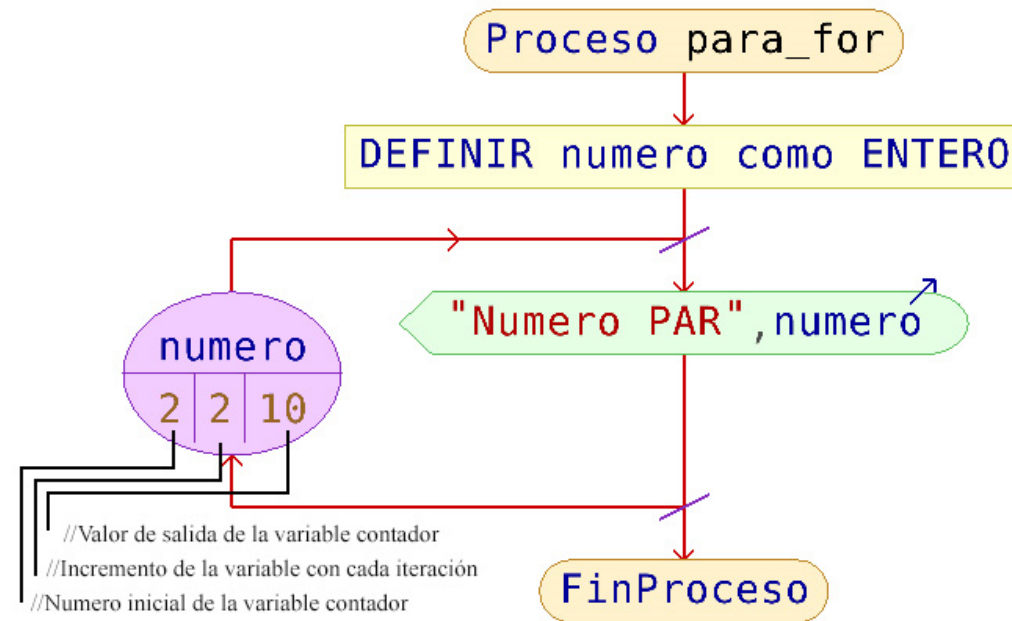 Proceso para_for
DEFINIR numero como ENTERO
"Numero PAR",numero
numero
2 2 10
//Valor de salida de la variable contador
//Incremento de la variable con cada iteración
//Numero inicial de la variable contador
FinProceso